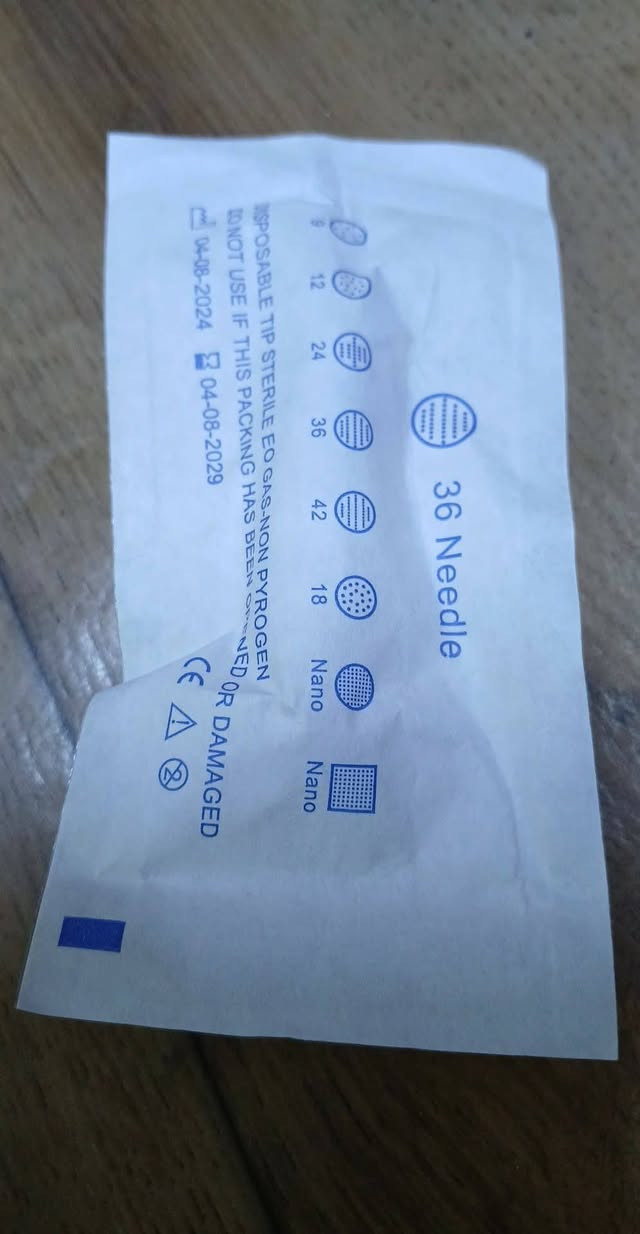 36 Needle
9 12 24 36 42 18 Nano Nano
DISPOSABLE TIP STERILE EO GAS-NON PYROGEN
DO NOT USE IF THIS PACKING HAS BEEN OPENED OR DAMAGED
04-08-2024 04-08-2029
CE